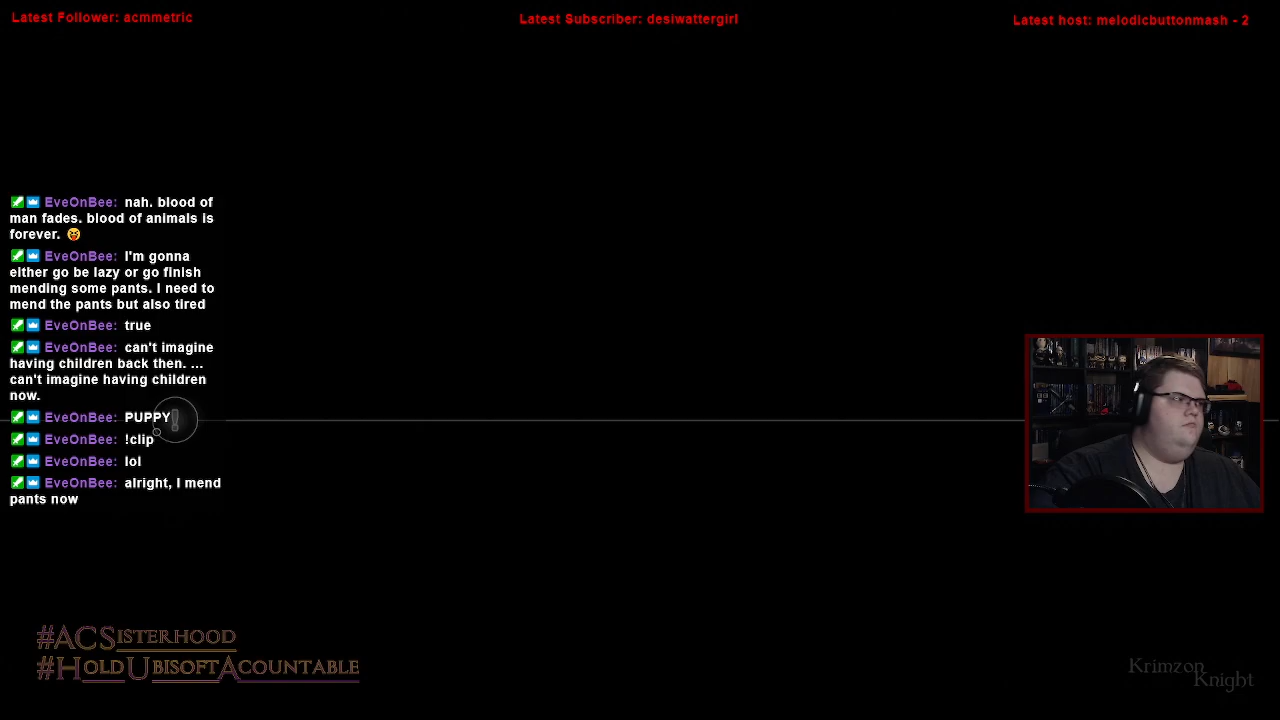 Latest Follower: acmmetric
Latest Subscriber: desiwattergirl
Latest host: melodicbuttonmash - 2
EveOnBee: nah. blood of
man fades. blood of animals is
forever.
EveOnBee: I'm gonna
either go be lazy or go finish
mending some pants. I need to
mend the pants but also tired
EveOnBee: true
EveOnBee: can't imagine
having children back then. ...
can't imagine having children
now.
EveOnBee: PUPPY
EveOnBee: !clip
EveOnBee: lol
EveOnBee: alright, I mend
pants now
#ACSisterhood
#HoldUbisoftAcountable
Krimzon
Knight